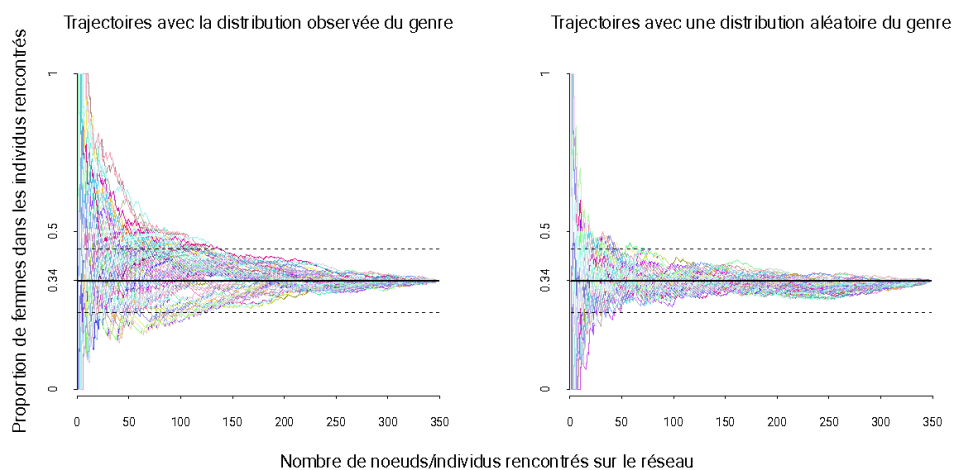 Trajectoires avec la distribution observée du genre
Trajectoires avec une distribution aléatoire du genre
Proportion de femmes dans les individus rencontrés
1
0.5
0.34
0
0 50 100 150 200 250 300 350
1
0.5
0.34
0
0 50 100 150 200 250 300 350
Nombre de noeuds/individus rencontrés sur le réseau